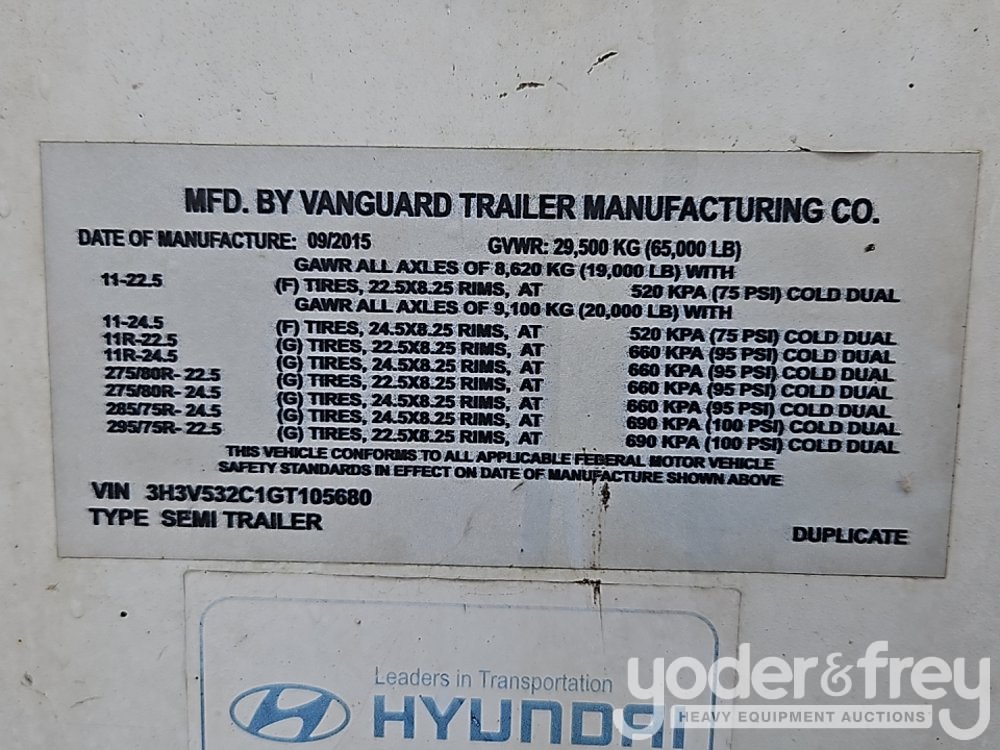 MFD. BY VANGUARD TRAILER MANUFACTURING CO.
DATE OF MANUFACTURE: 09/2015 GVWR: 29,500 KG (65,000 LB)
GAWR ALL AXLES OF 8,620 KG (19,000 LB) WITH
11-22.5 (F) TIRES, 22.5X8.25 RIMS, AT 520 KPA (75 PSI) COLD DUAL
GAWR ALL AXLES OF 9,100 KG (20,000 LB) WITH
11-24.5 (F) TIRES, 24.5X8.25 RIMS, AT 520 KPA (75 PSI) COLD DUAL
11R-22.5 (G) TIRES, 22.5X8.25 RIMS, AT 660 KPA (95 PSI) COLD DUAL
11R-24.5 (G) TIRES, 24.5X8.25 RIMS, AT 660 KPA (95 PSI) COLD DUAL
275/80R- 22.5 (G) TIRES, 22.5X8.25 RIMS, AT 660 KPA (95 PSI) COLD DUAL
275/80R- 24.5 (G) TIRES, 24.5X8.25 RIMS, AT 660 KPA (95 PSI) COLD DUAL
285/75R- 24.5 (G) TIRES, 24.5X8.25 RIMS, AT 690 KPA (100 PSI) COLD DUAL
295/75R- 22.5 (G) TIRES, 22.5X8.25 RIMS, AT 690 KPA (100 PSI) COLD DUAL
THIS VEHICLE CONFORMS TO ALL APPLICABLE FEDERAL MOTOR VEHICLE
SAFETY STANDARDS IN EFFECT ON DATE OF MANUFACTURE SHOWN ABOVE
VIN 3H3V532C1GT105680
TYPE SEMI TRAILER
DUPLICATE
Leaders in Transportation
HYUNDAI
yoder&frey
HEAVY EQUIPMENT AUCTIONS